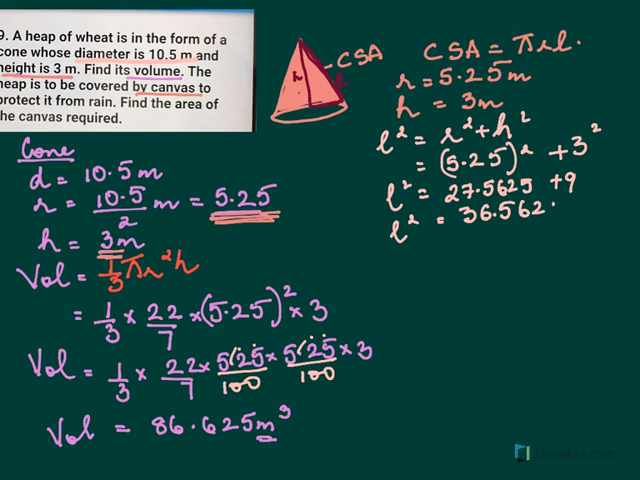 9. A heap of wheat is in the form of a
cone whose diameter is 10.5 m and
height is 3 m. Find its volume. The
heap is to be covered by canvas to
protect it from rain. Find the area of
the canvas required.
h
l
CSA
Cone
d = 10.5 m
r = 10.5/2 m = 5.25
h = 3m
Vol = 1/3 πr²h
= 1/3 × 22/7 × (5.25)² × 3
Vol = 1/3 × 22/7 × 525/100 × 525/100 × 3
Vol = 86.625 m³
CSA = πrl.
r = 5.25 m
h = 3m
l² = r² + h²
= (5.25)² + 3²
l² = 27.5625 + 9
l² = 36.562.
ShowMe.com